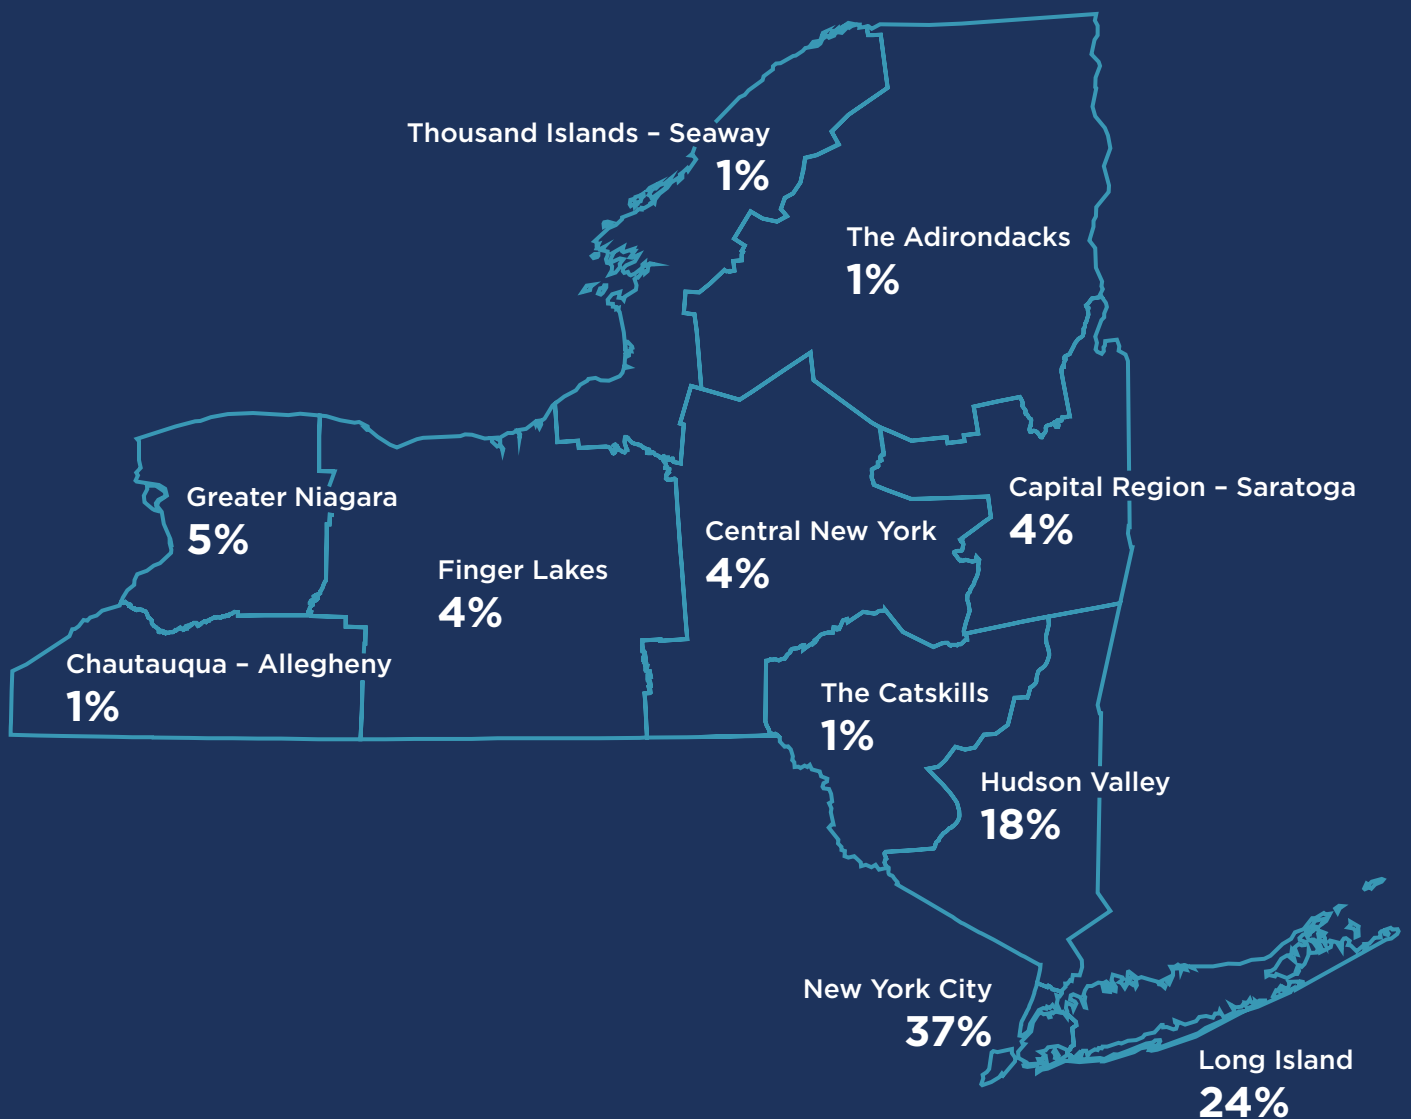 Thousand Islands – Seaway
1%
The Adirondacks
1%
Greater Niagara
5%
Finger Lakes
4%
Central New York
4%
Capital Region – Saratoga
4%
Chautauqua – Allegheny
1%
The Catskills
1%
Hudson Valley
18%
New York City
37%
Long Island
24%